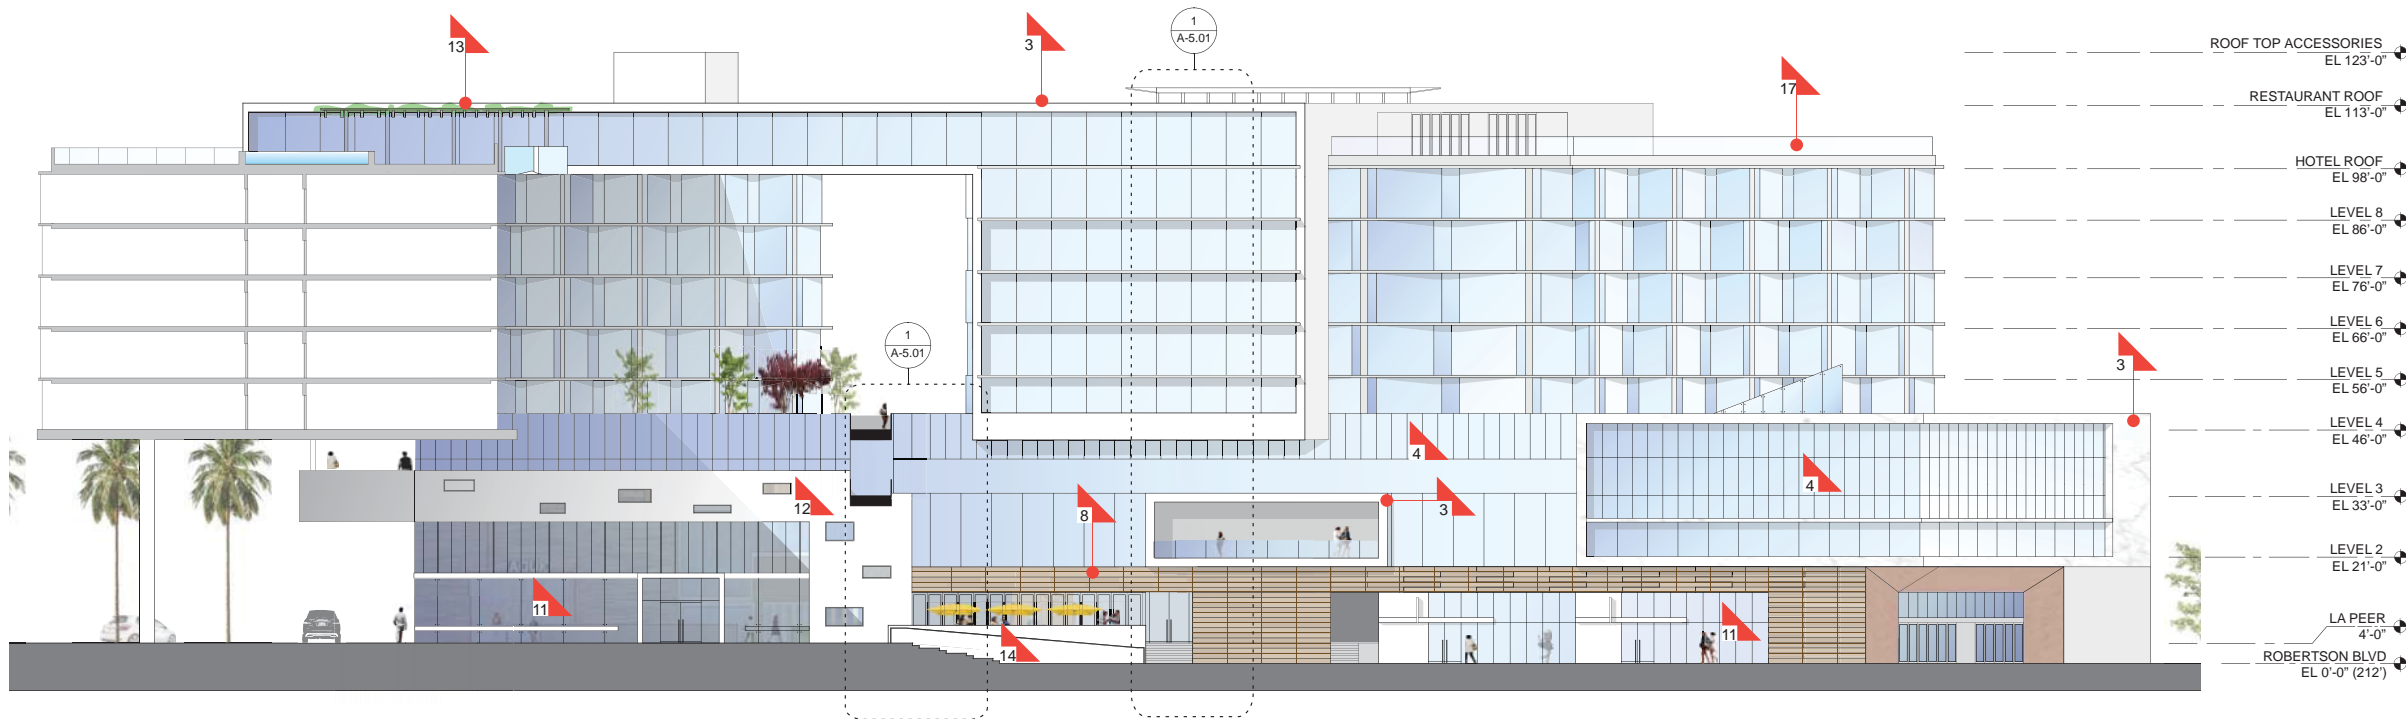 13
3
1
A-5.01
17
ROOF TOP ACCESSORIES
EL 123'-0"
RESTAURANT ROOF
EL 113'-0"
HOTEL ROOF
EL 98'-0"
LEVEL 8
EL 86'-0"
LEVEL 7
EL 76'-0"
LEVEL 6
EL 66'-0"
1
A-5.01
3
LEVEL 5
EL 56'-0"
LEVEL 4
EL 46'-0"
4
4
LEVEL 3
EL 33'-0"
12
8
3
LEVEL 2
EL 21'-0"
11
11
LA PEER
4'-0"
14
ROBERTSON BLVD
EL 0'-0" (212')